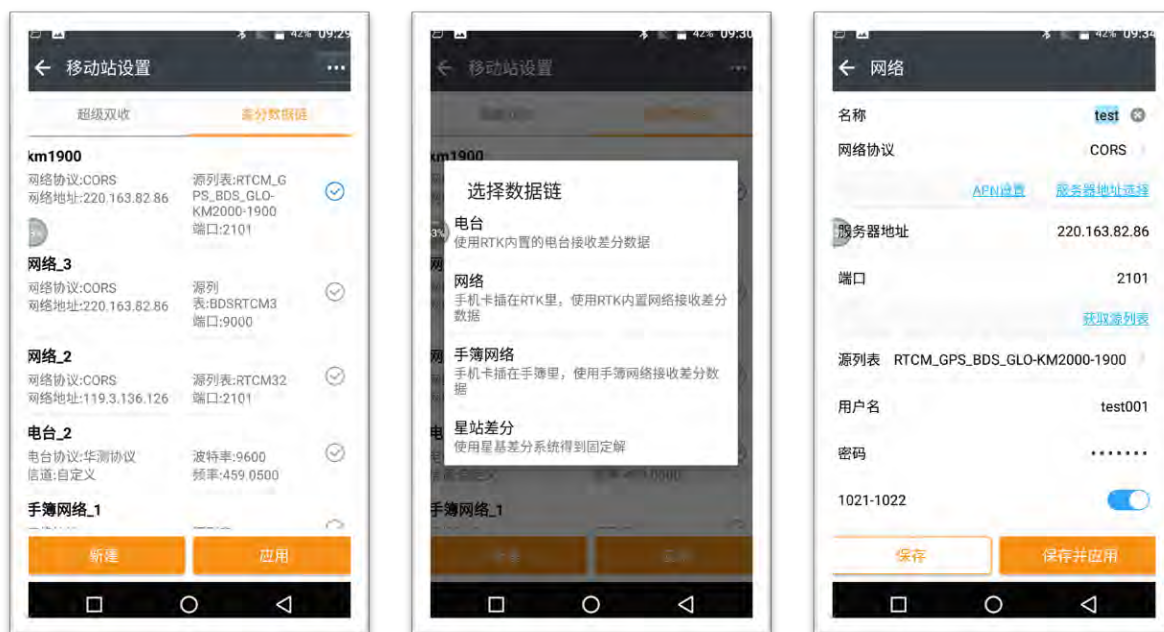 42% 09:29
移动站设置
超级双收 差分数据链
km1900
网络协议:CORS 源列表:RTCM_G
网络地址:220.163.82.86 PS_BDS_GLO-
KM2000-1900
端口:2101
网络_3
网络协议:CORS 源列
网络地址:220.163.82.86 表:BDSRTCM3
端口:9000
网络_2
网络协议:CORS 源列表:RTCM32
网络地址:119.3.136.126 端口:2101
电台_2
电台协议:华测协议 波特率:9600
信道:自定义 频率:459.0500
手簿网络_1
新建 应用
42% 09:30
移动站设置
km1900
选择数据链
电台
使用RTK内置的电台接收差分数据
网络
手机卡插在RTK里，使用RTK内置网络接收差分
数据
手簿网络
手机卡插在手簿里，使用手簿网络接收差分数
据
星站差分
使用星基差分系统得到固定解
手簿网络_1
42% 09:34
网络
名称 test
网络协议 CORS
APN设置 服务器地址选择
服务器地址 220.163.82.86
端口 2101
获取源列表
源列表 RTCM_GPS_BDS_GLO-KM2000-1900
用户名 test001
密码 •••••••
1021-1022
保存 保存并应用